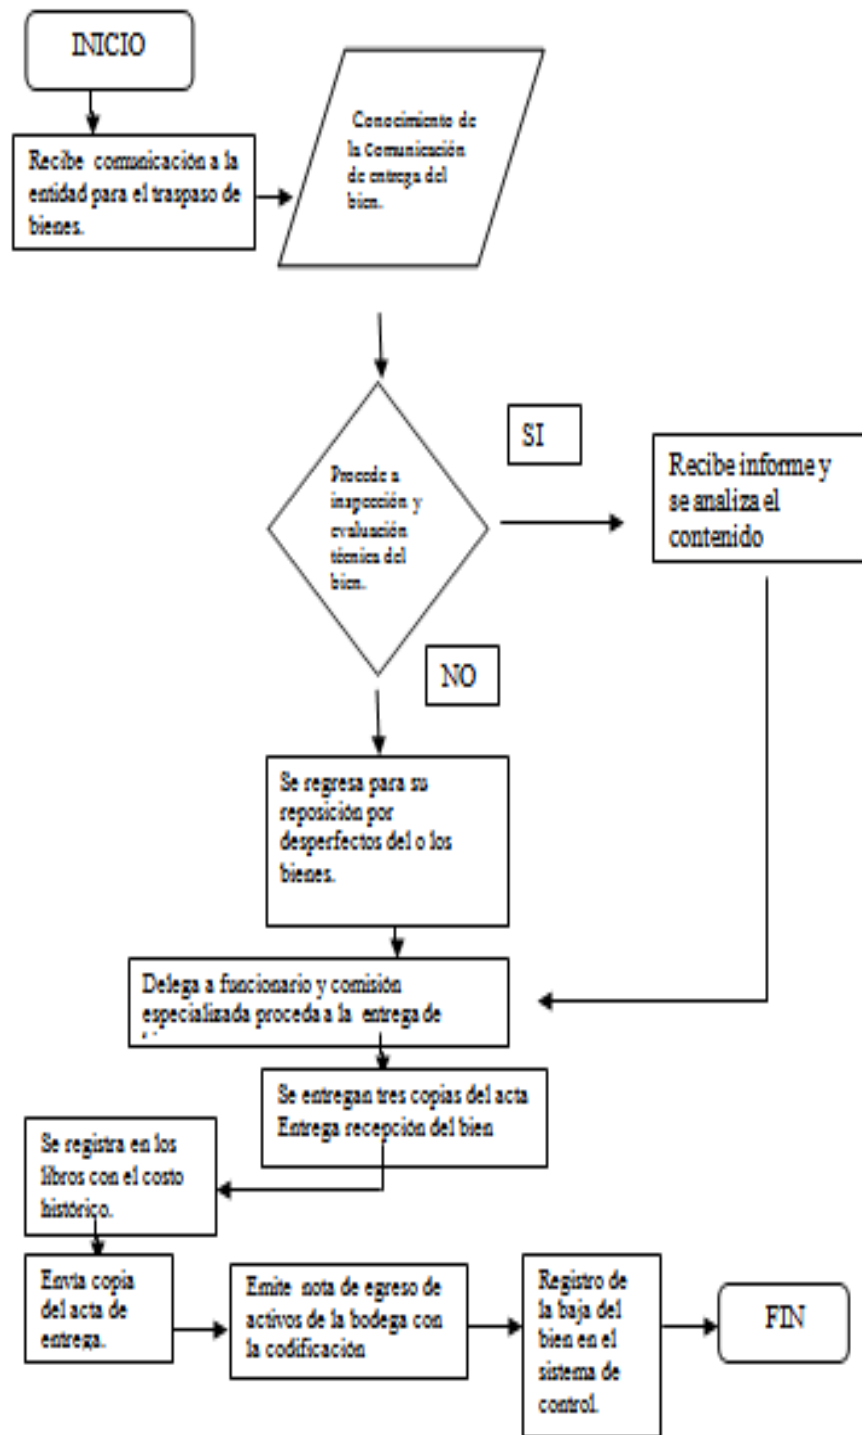 INICIO
Recibe comunicación a la
entidad para el traspaso de
bienes.
Conocimiento de
la Comunicación
de entrega del
bien.
Procede a
inspección y
evaluación
técnica del
bien.
SI
Recibe informe y
se analiza el
contenido
NO
Se regresa para su
reposición por
desperfectos del o los
bienes.
Delega a funcionario y comisión
especializada proceda a la entrega de
Se entregan tres copias del acta
Entrega recepción del bien
Se registra en los
libros con el costo
histórico.
Envía copia
del acta de
entrega.
Emite nota de egreso de
activos de la bodega con
la codificación
Registro de
la baja del
bien en el
sistema de
control.
FIN